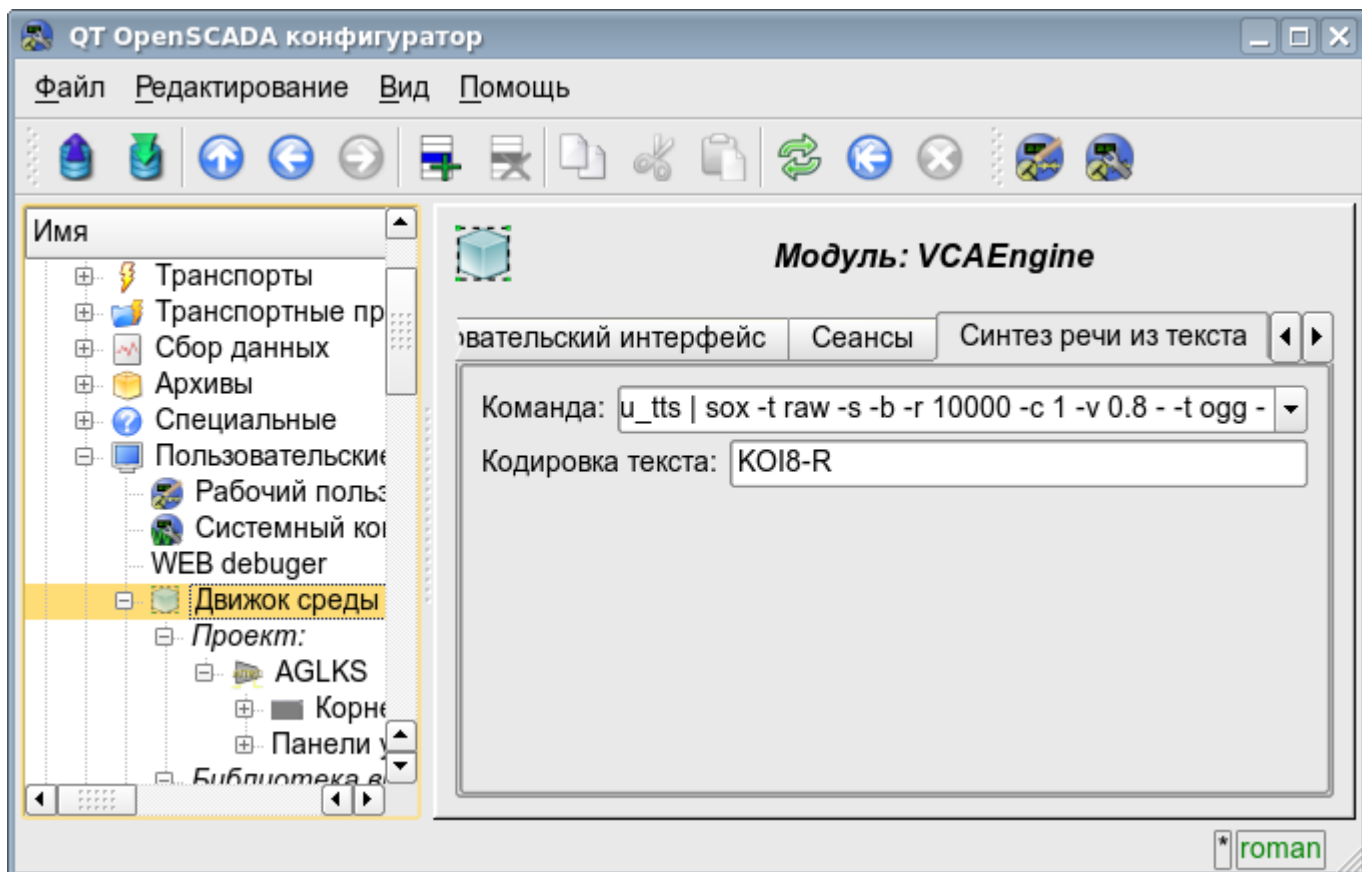 QT OpenSCADA конфигуратор
Файл Редактирование Вид Помощь
Имя
Транспорты
Транспортные пр
Сбор данных
Архивы
Специальные
Пользовательские
Рабочий польз
Системный ко
WEB debuger
Движок среды
Проект:
AGLKS
Корне
Панели у
Библиотека в
Модуль: VCAEngine
овательский интерфейс Сеансы Синтез речи из текста
Команда: u_tts | sox -t raw -s -b -r 10000 -c 1 -v 0.8 - -t ogg -
Кодировка текста: KOI8-R
* roman